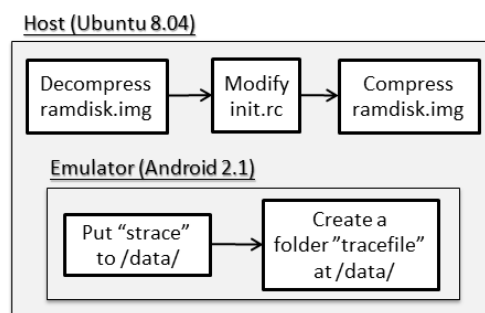 Host (Ubuntu 8.04)
Decompress
ramdisk.img
Modify
init.rc
Compress
ramdisk.img
Emulator (Android 2.1)
Put “strace”
to /data/
Create a
folder ”tracefile”
at /data/